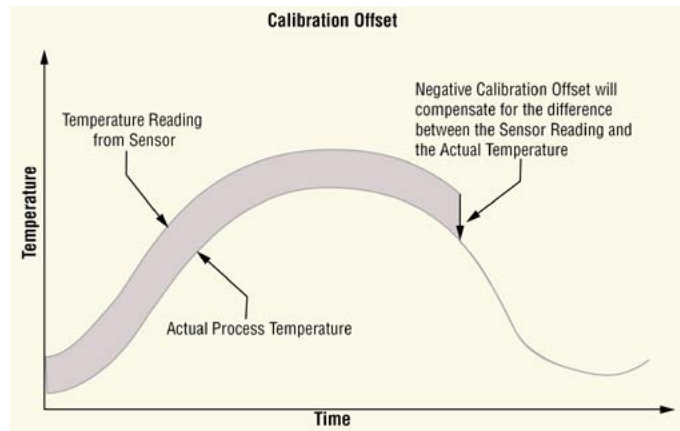 Calibration Offset
Negative Calibration Offset will
compensate for the difference
between the Sensor Reading and
the Actual Temperature
Temperature Reading
from Sensor
Temperature
Actual Process Temperature
Time